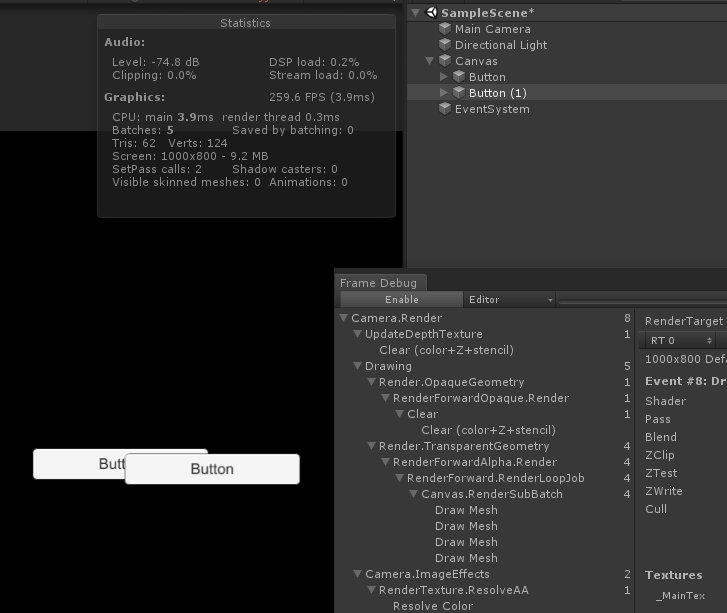 Statistics
Audio:
Level: -74.8 dB DSP load: 0.2%
Clipping: 0.0% Stream load: 0.0%
Graphics: 259.6 FPS (3.9ms)
CPU: main 3.9ms render thread 0.3ms
Batches: 5 Saved by batching: 0
Tris: 62 Verts: 124
Screen: 1000x800 - 9.2 MB
SetPass calls: 2 Shadow casters: 0
Visible skinned meshes: 0 Animations: 0
SampleScene*
Main Camera
Directional Light
Canvas
Button
Button (1)
EventSystem
Butt
Button
Frame Debug
Enable Editor
Camera.Render 8
UpdateDepthTexture 1
Clear (color+Z+stencil)
Drawing 5
Render.OpaqueGeometry 1
RenderForwardOpaque.Render 1
Clear 1
Clear (color+Z+stencil)
Render.TransparentGeometry 4
RenderForwardAlpha.Render 4
RenderForward.RenderLoopJob 4
Canvas.RenderSubBatch 4
Draw Mesh
Draw Mesh
Draw Mesh
Draw Mesh
Camera.ImageEffects 2
RenderTexture.ResolveAA 1
Resolve Color
RenderTarget
RT 0
1000x800 Defa
Event #8: Dr
Shader
Pass
Blend
ZClip
ZTest
ZWrite
Cull
Textures
_MainTex